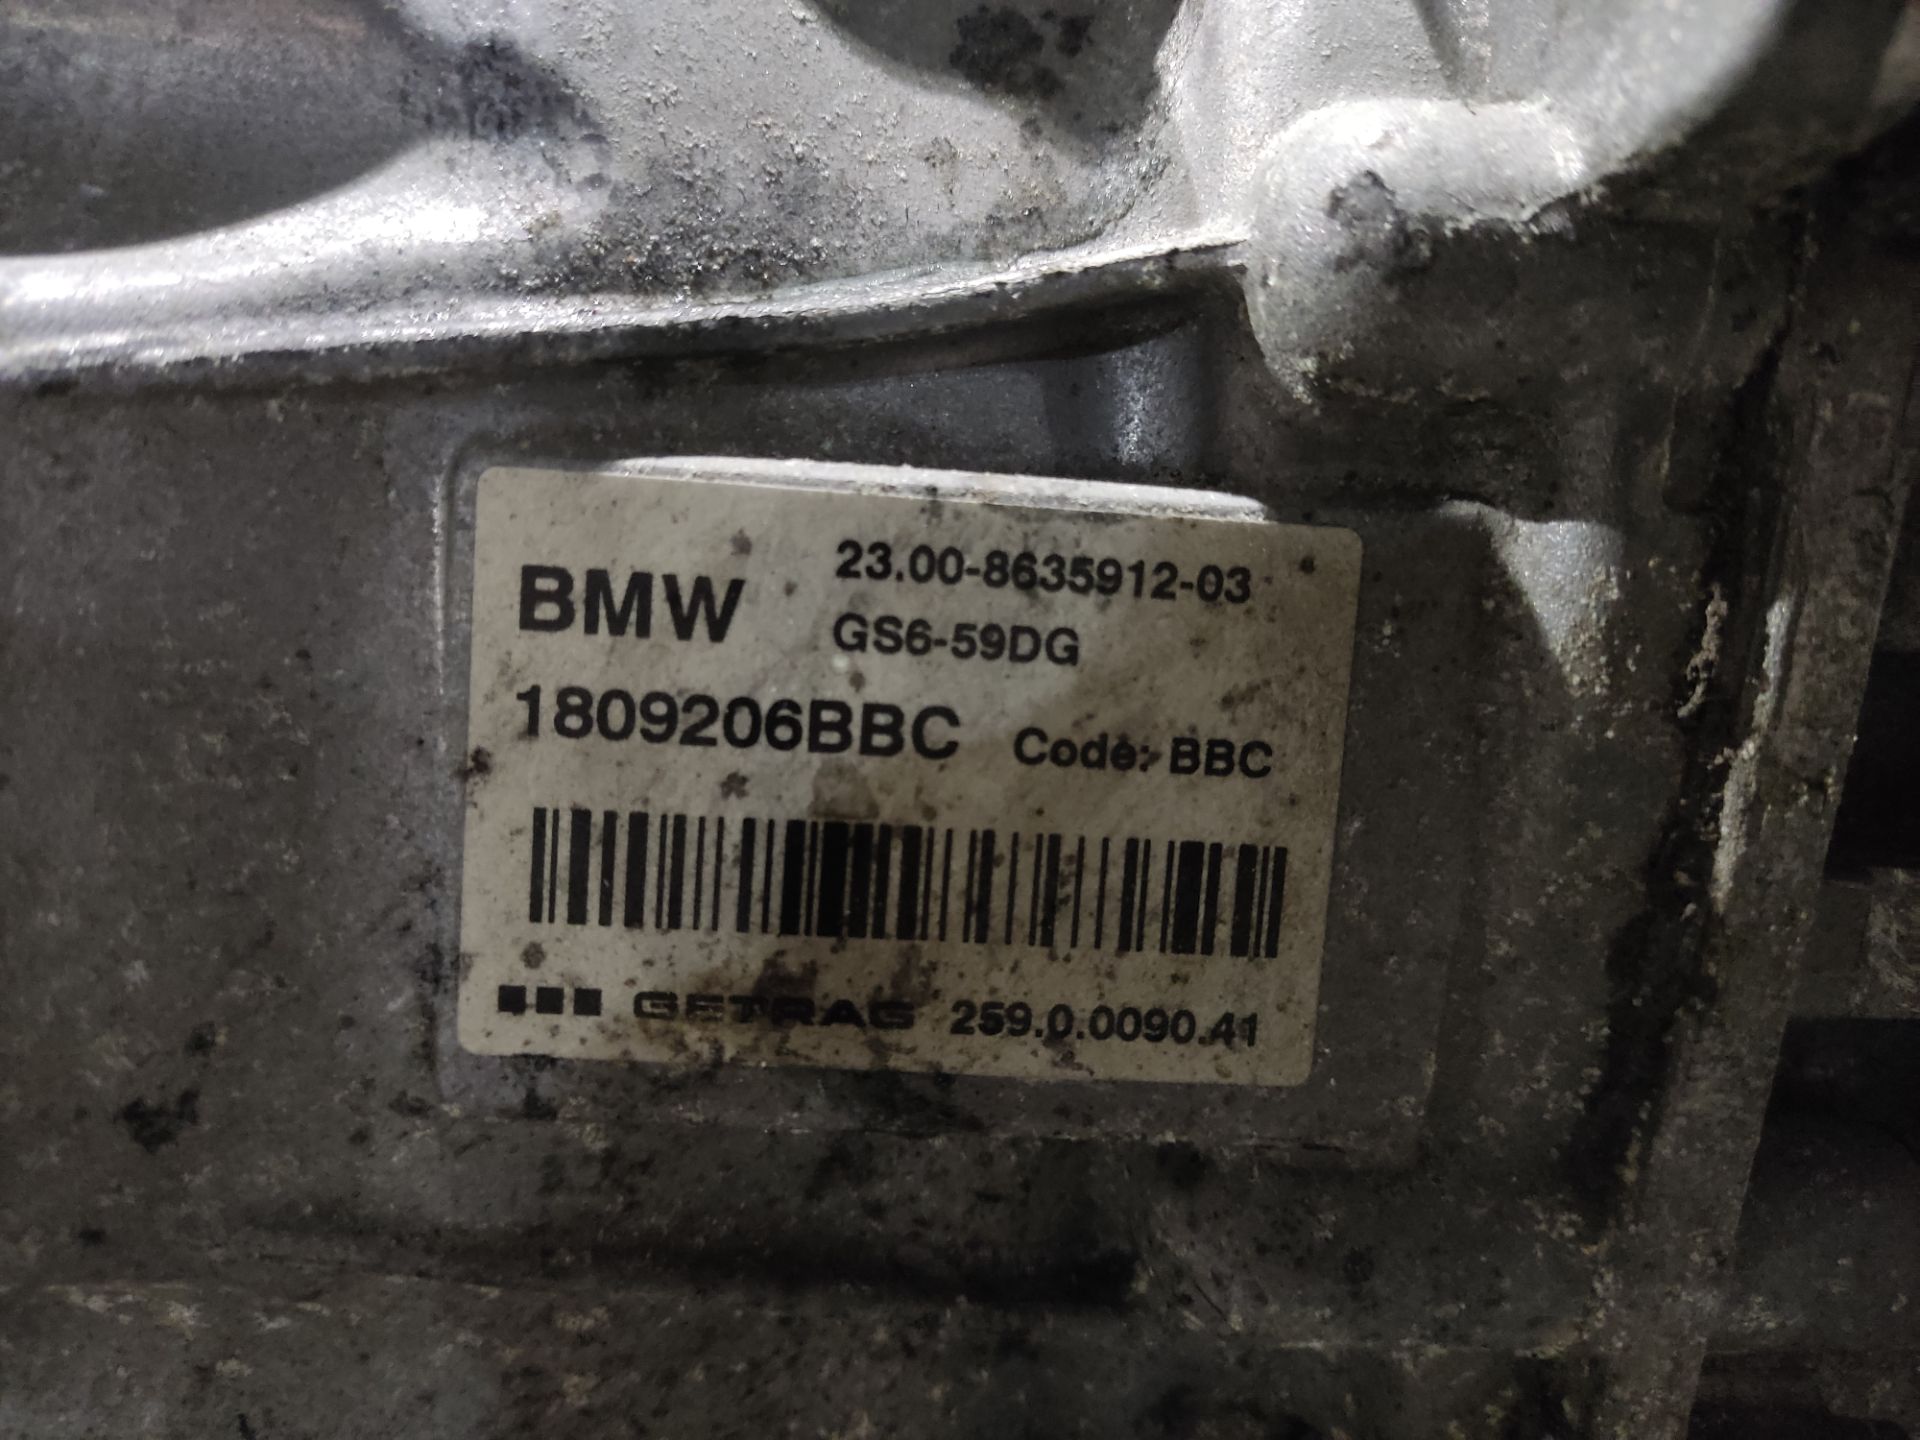 BMW 23.00-8635912-03
GS6-59DG
1809206BBC Code: BBC
GETRAG 259.0.0090.41